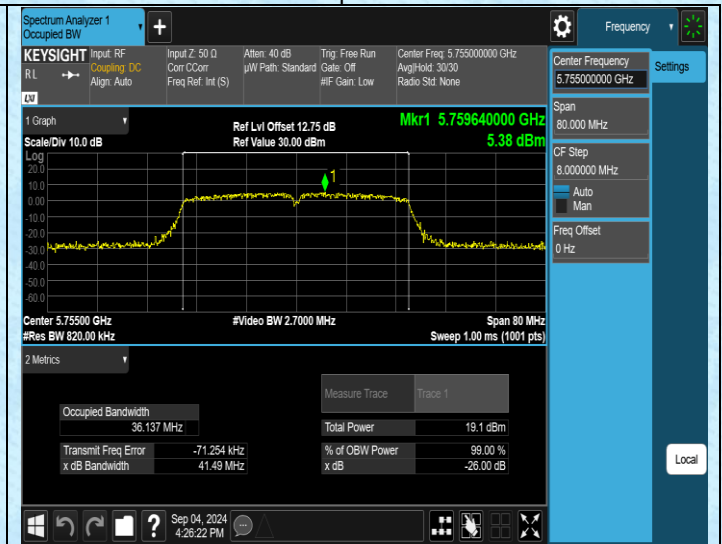 Spectrum Analyzer 1
Occupied BW
+
Frequency
KEYSIGHT
RL
LXI
Input: RF
Coupling: DC
Align: Auto
Input Z: 50 Ω
Corr CCorr
Freq Ref: Int (S)
Atten: 40 dB
µW Path: Standard
Trig: Free Run
Gate: Off
#IF Gain: Low
Center Freq: 5.755000000 GHz
Avg|Hold: 30/30
Radio Std: None
Center Frequency
5.755000000 GHz
Settings
Span
80.000 MHz
CF Step
8.000000 MHz
Auto
Man
Freq Offset
0 Hz
1 Graph
Scale/Div 10.0 dB
Ref Lvl Offset 12.75 dB
Ref Value 30.00 dBm
Mkr1 5.759640000 GHz
5.38 dBm
Log
20.0
10.0
0.00
-10.0
-20.0
-30.0
-40.0
-50.0
-60.0
1
Center 5.75500 GHz
#Res BW 820.00 kHz
#Video BW 2.7000 MHz
Span 80 MHz
Sweep 1.00 ms (1001 pts)
2 Metrics
Measure Trace
Trace 1
Occupied Bandwidth
36.137 MHz
Total Power
19.1 dBm
Transmit Freq Error
-71.254 kHz
% of OBW Power
99.00 %
x dB Bandwidth
41.49 MHz
x dB
-26.00 dB
Local
?
Sep 04, 2024
4:26:22 PM